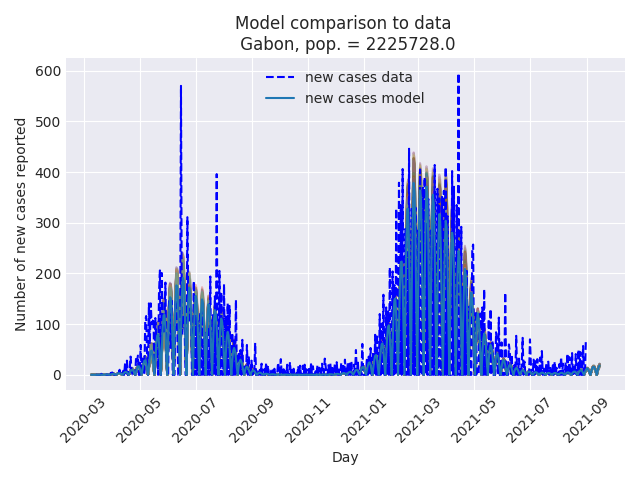 Model comparison to data
Gabon, pop. = 2225728.0
new cases data
new cases model
Number of new cases reported
600
500
400
300
200
100
0
2020-03
2020-05
2020-07
2020-09
2020-11
2021-01
2021-03
2021-05
2021-07
2021-09
Day